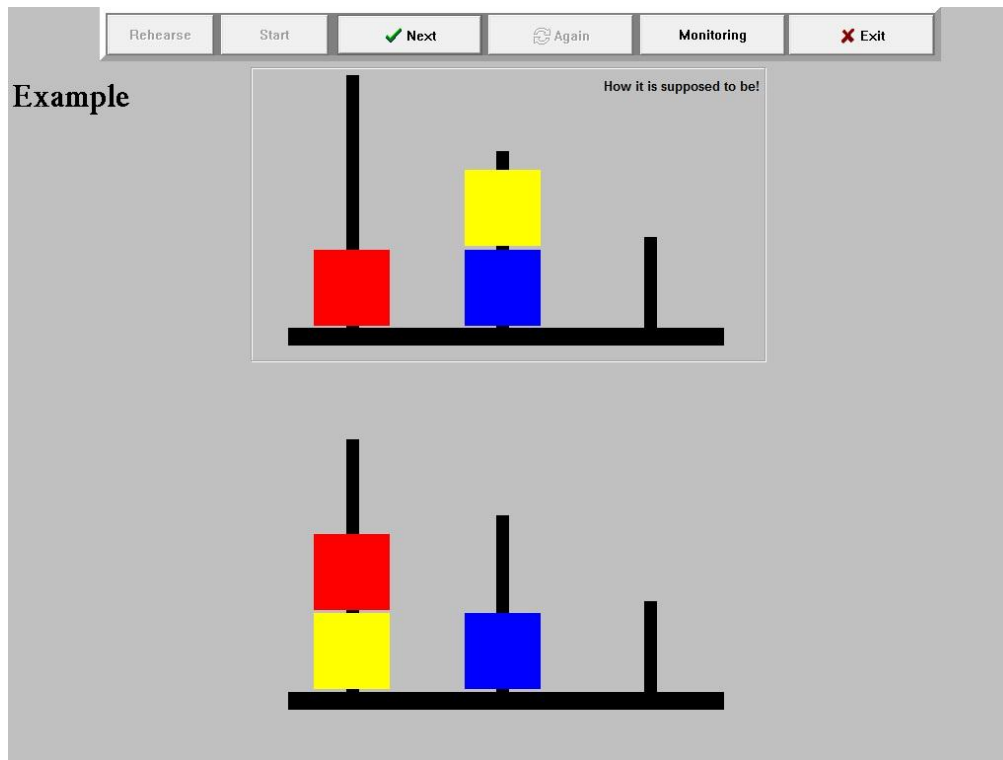 Rehearse Start Next Again Monitoring Exit
Example
How it is supposed to be!